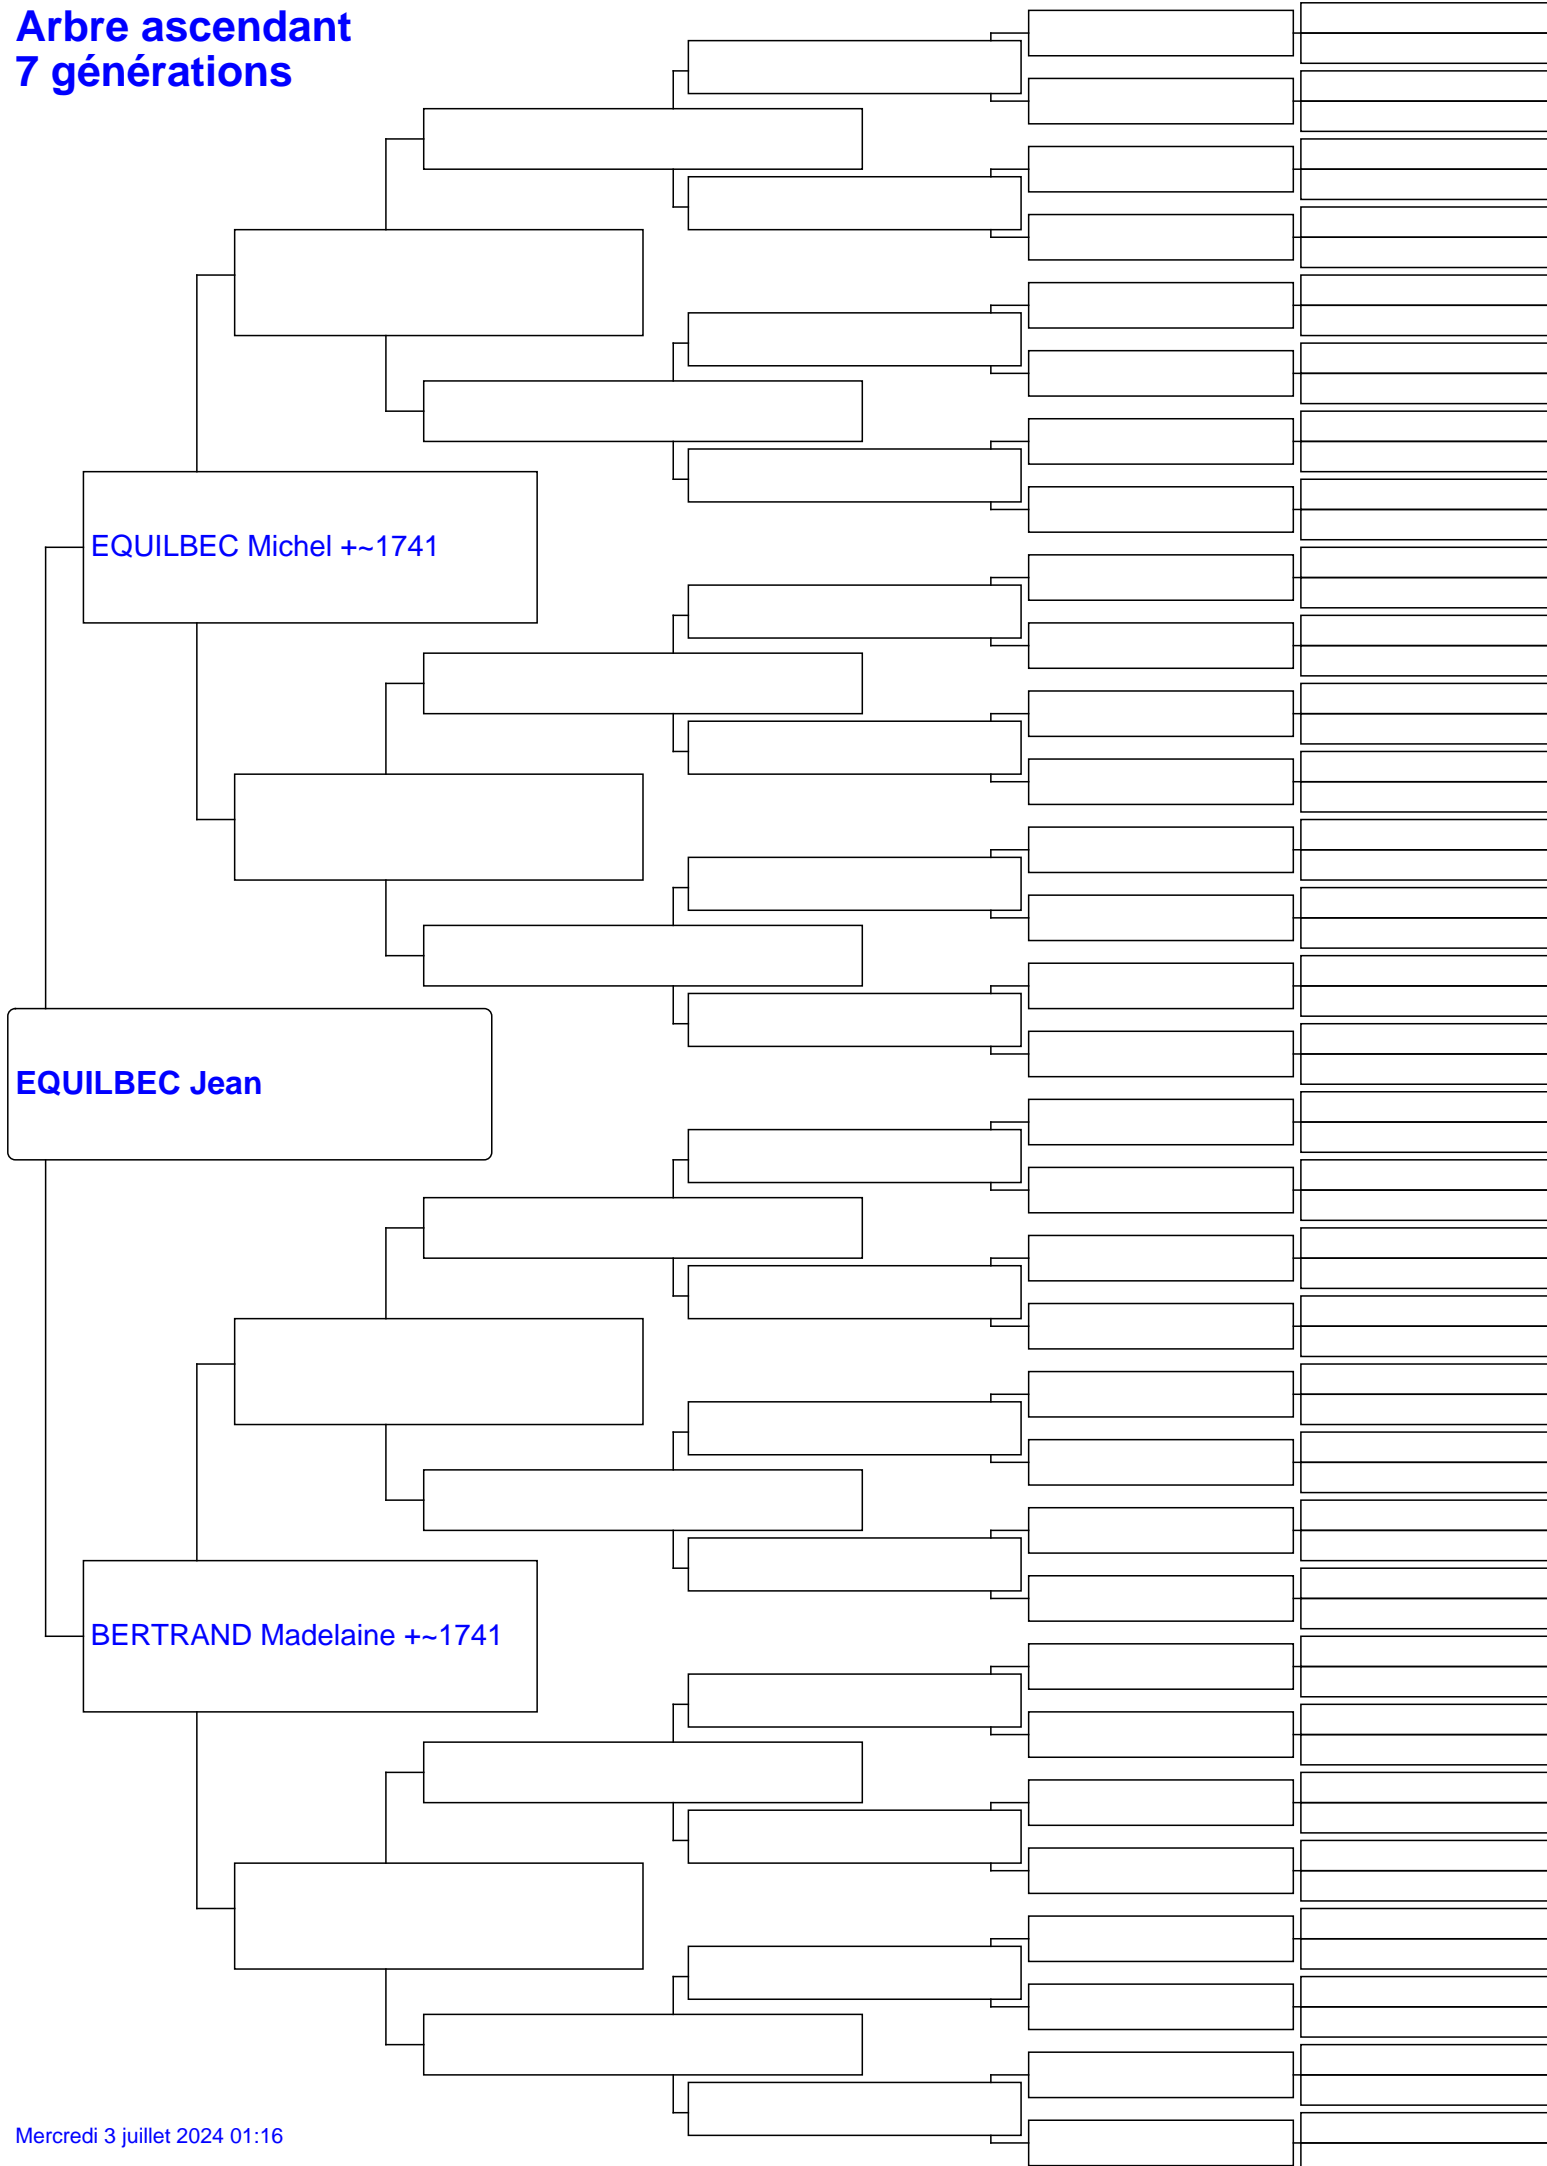 Arbre ascendant
7 générations
EQUILBEC Michel +~1741
EQUILBEC Jean
BERTRAND Madelaine +~1741
Mercredi 3 juillet 2024 01:16